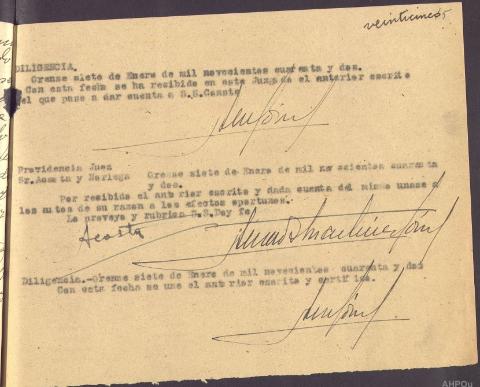 veinticinco
DILIGENCIA.
Orense siete de Enero de mil novecientos cuarenta y dos.
Con esta fecha se ha recibido en este Juzgado el anterior escrito
del que paso a dar cuenta a S.S.
Providencia Juez
Sr. Acosta y Noriega Orense siete de Enero de mil novecientos cuarenta
y dos.
Por recibido el anterior escrito y dada cuenta del mismo unase a
los autos de su razon a los efectos oportunos.
Lo proveyo y rubrica S.S. Doy fe
Acosta
Diligencia.-Orense siete de Enero de mil novecientos cuarenta y dos
Con esta fecha se une el anterior escrito y certifico.
AHPOu